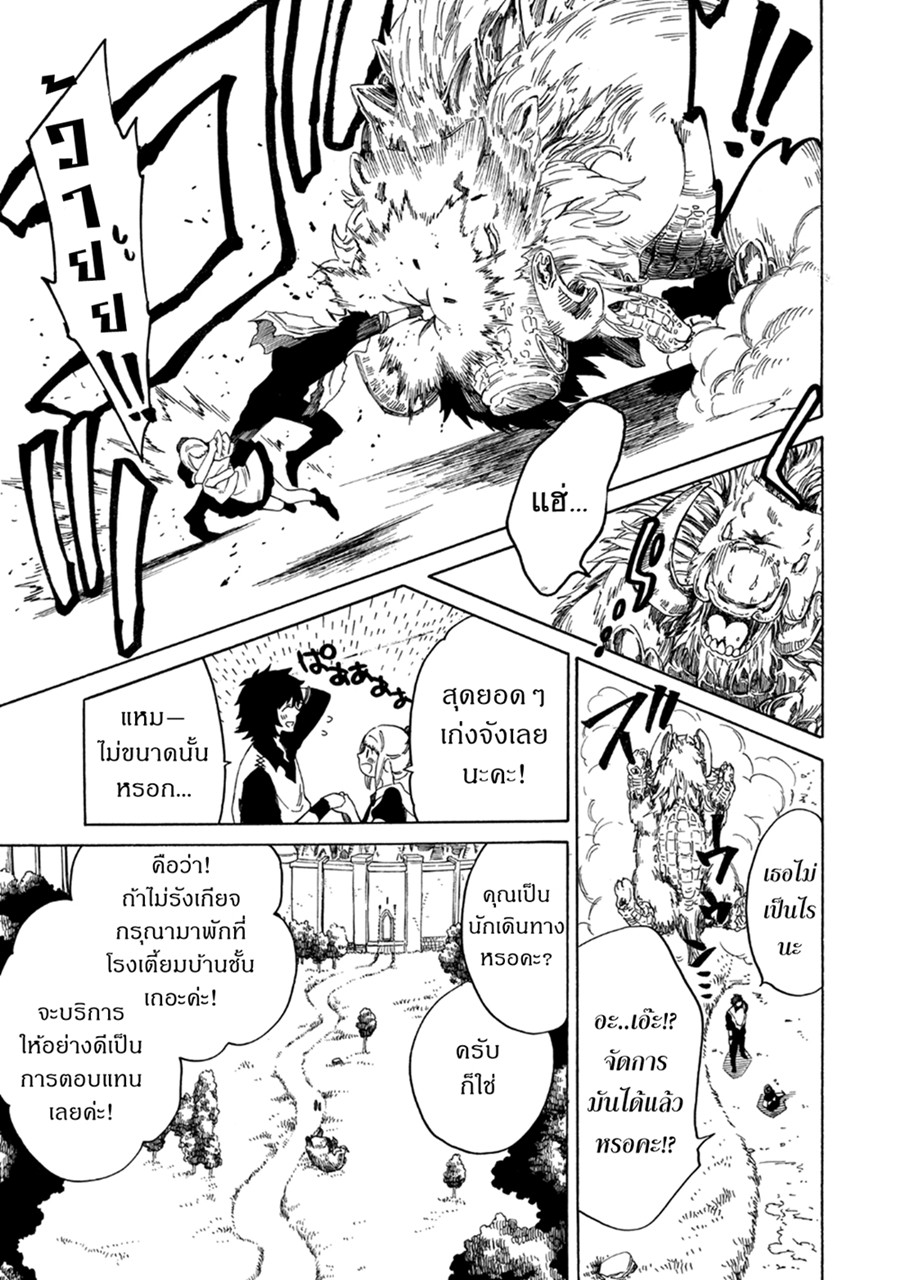 ว้ายยย!!!
!!
แฮ่...
เธอไม่
เป็นไร
นะ
อะ..เอ๊ะ!?
จัดการ
มันได้แล้ว
หรอคะ!?
สุดยอดๆ
เก่งจังเลย
นะคะ!
ぱぁぁぁぁぁ
แหม—
ไม่ขนาดนั้น
หรอก...
คุณเป็น
นักเดินทาง
หรอคะ?
ครับ
ก็ใช่
คือว่า!
ถ้าไม่รังเกียจ
กรุณามาพักที่
โรงเตี้ยมบ้านชั้น
เถอะค่ะ!
จะบริการ
ให้อย่างดีเป็น
การตอบแทน
เลยค่ะ!